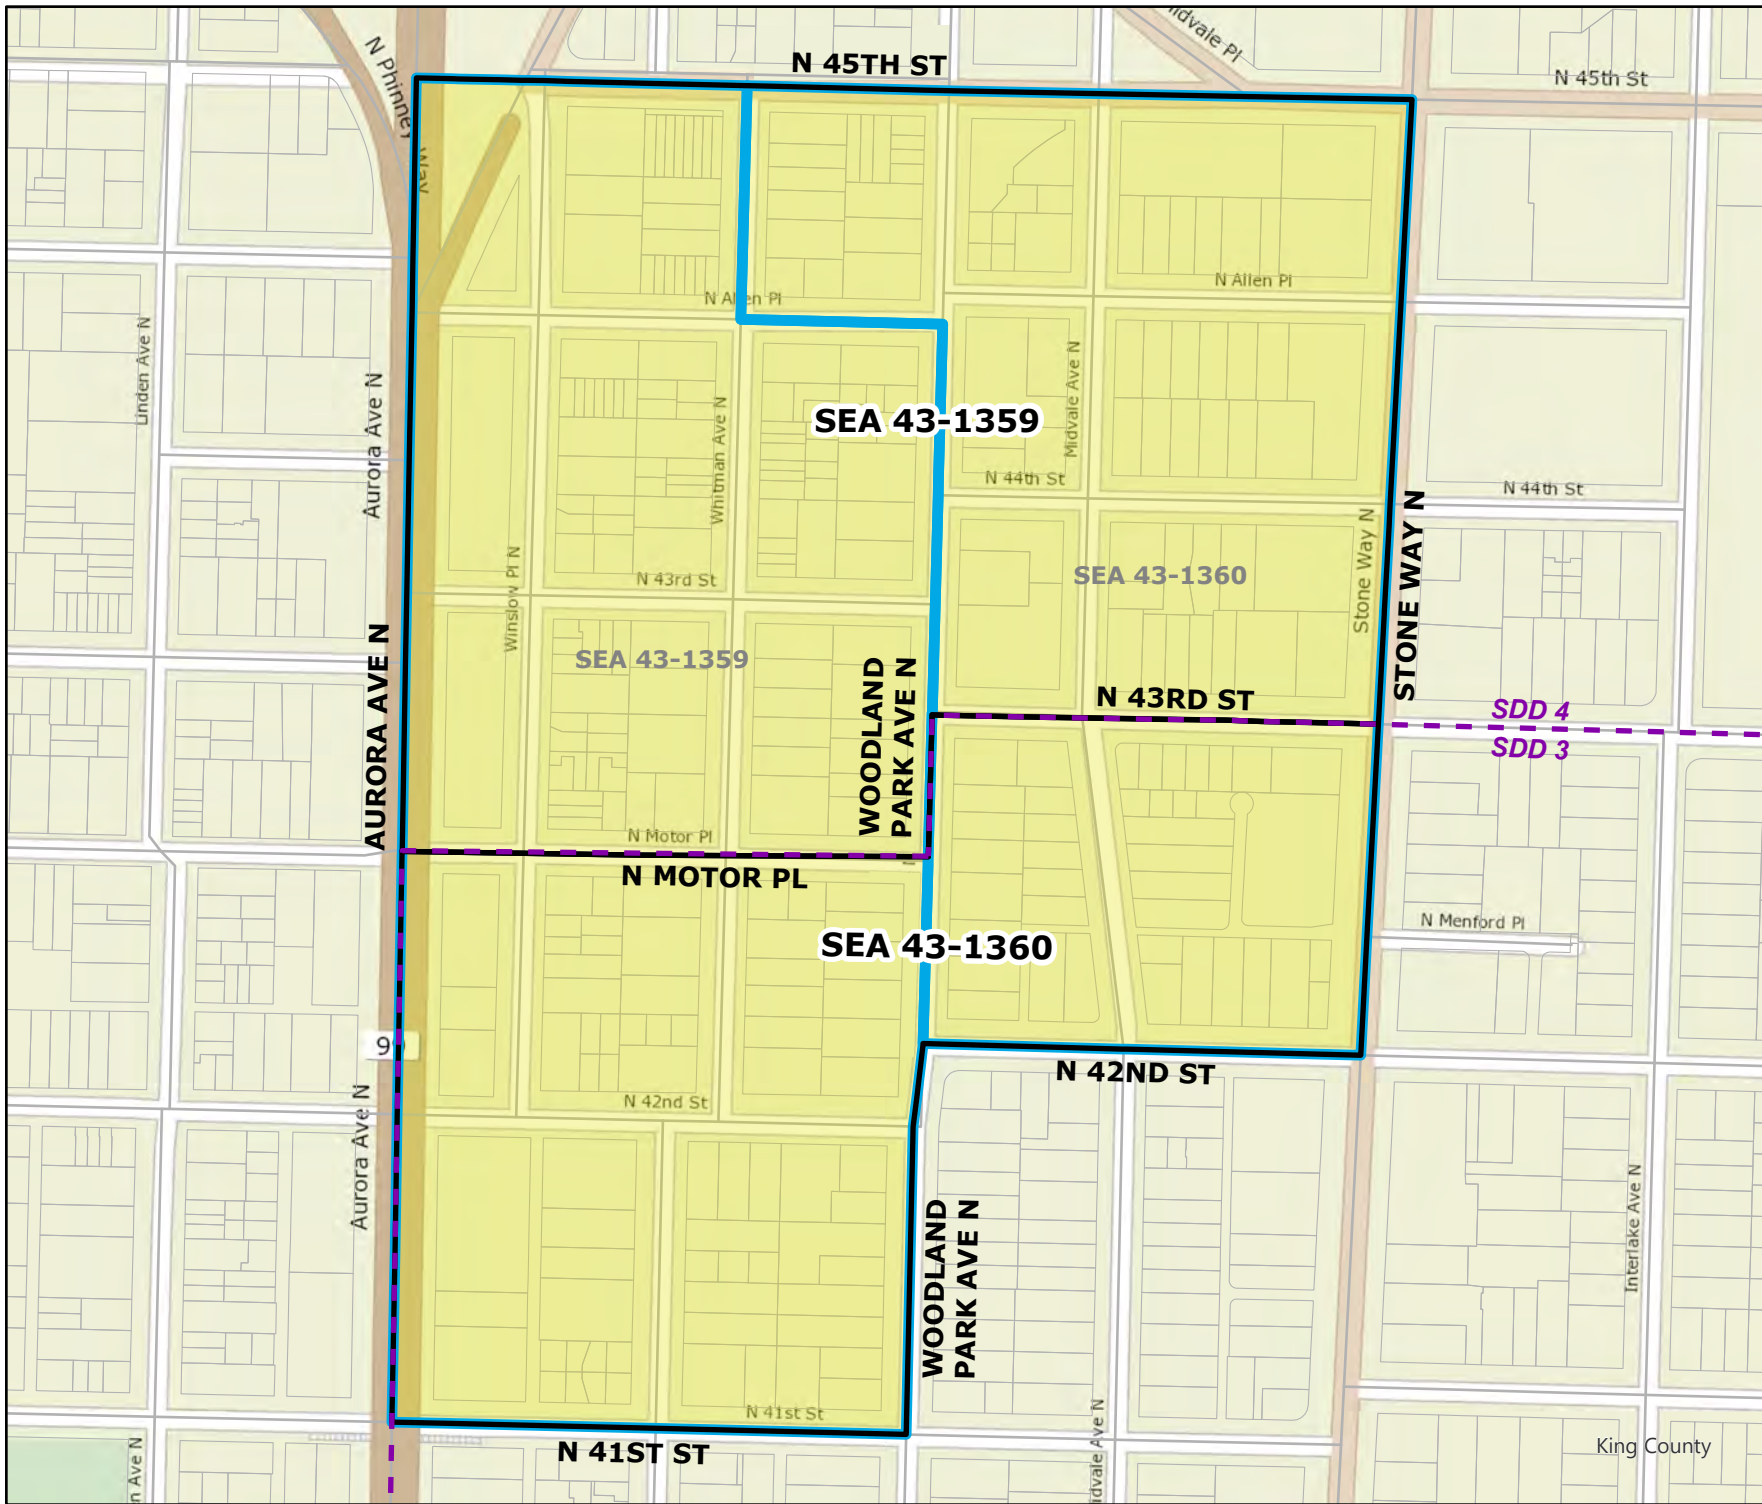 N 45TH ST
N 45th St
N Phinney
Way
idvale Pl
N Allen Pl
N Allen Pl
Linden Ave N
Aurora Ave N
Whitman Ave N
Midvale Ave N
SEA 43-1359
N 44th St
N 44th St
STONE WAY N
Stone Way N
Winslow Pl N
N 43rd St
SEA 43-1360
SEA 43-1359
AURORA AVE N
WOODLAND
PARK AVE N
N 43RD ST
SDD 4
SDD 3
N Motor Pl
N MOTOR PL
N Menford Pl
SEA 43-1360
9
N 42ND ST
N 42nd St
Aurora Ave N
Interlake Ave N
WOODLAND
PARK AVE N
N 41st St
N 41ST ST
n Ave N
idvale Ave N
King County